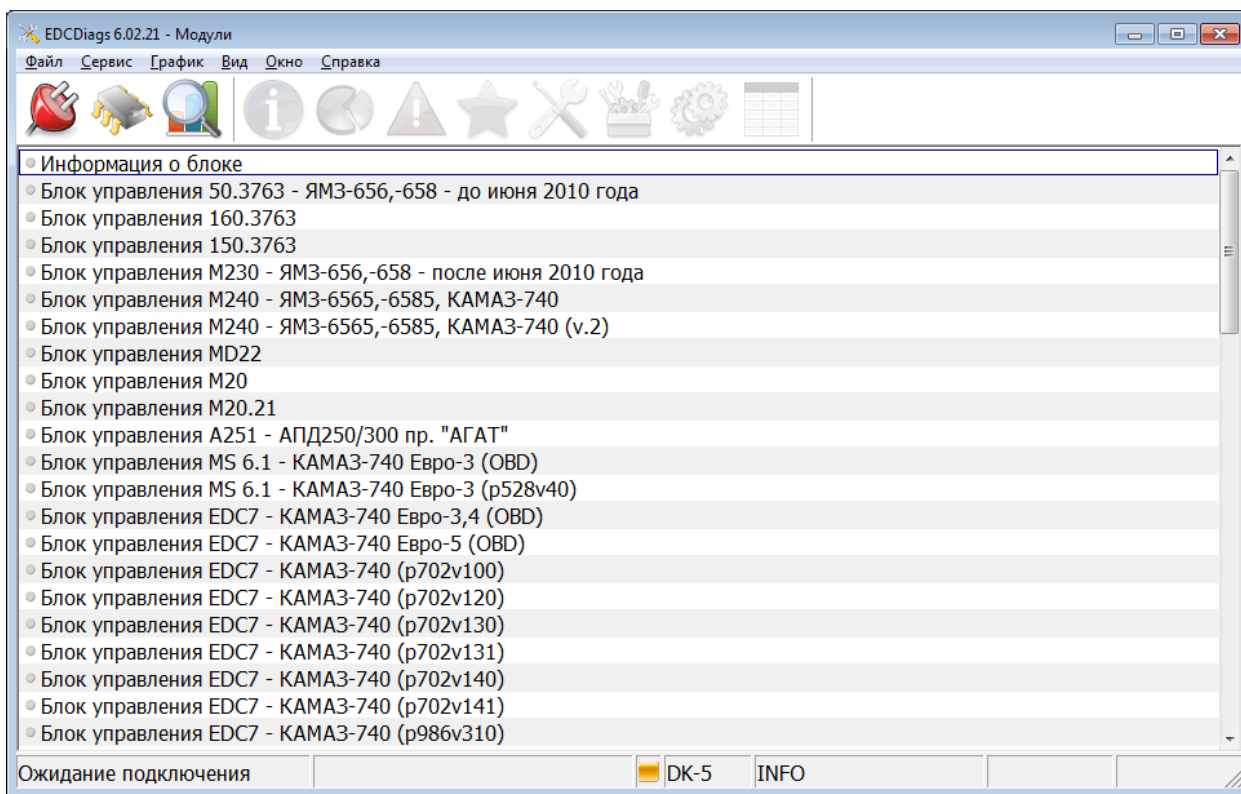 EDCDiags 6.02.21 - Модули
Файл Сервис График Вид Окно Справка
Информация о блоке
Блок управления 50.3763 - ЯМЗ-656,-658 - до июня 2010 года
Блок управления 160.3763
Блок управления 150.3763
Блок управления М230 - ЯМЗ-656,-658 - после июня 2010 года
Блок управления М240 - ЯМЗ-6565,-6585, КАМАЗ-740
Блок управления М240 - ЯМЗ-6565,-6585, КАМАЗ-740 (v.2)
Блок управления MD22
Блок управления М20
Блок управления М20.21
Блок управления А251 - АПД250/300 пр. "АГАТ"
Блок управления MS 6.1 - КАМАЗ-740 Евро-3 (OBD)
Блок управления MS 6.1 - КАМАЗ-740 Евро-3 (p528v40)
Блок управления EDC7 - КАМАЗ-740 Евро-3,4 (OBD)
Блок управления EDC7 - КАМАЗ-740 Евро-5 (OBD)
Блок управления EDC7 - КАМАЗ-740 (p702v100)
Блок управления EDC7 - КАМАЗ-740 (p702v120)
Блок управления EDC7 - КАМАЗ-740 (p702v130)
Блок управления EDC7 - КАМАЗ-740 (p702v131)
Блок управления EDC7 - КАМАЗ-740 (p702v140)
Блок управления EDC7 - КАМАЗ-740 (p702v141)
Блок управления EDC7 - КАМАЗ-740 (p986v310)
Ожидание подключения DK-5 INFO